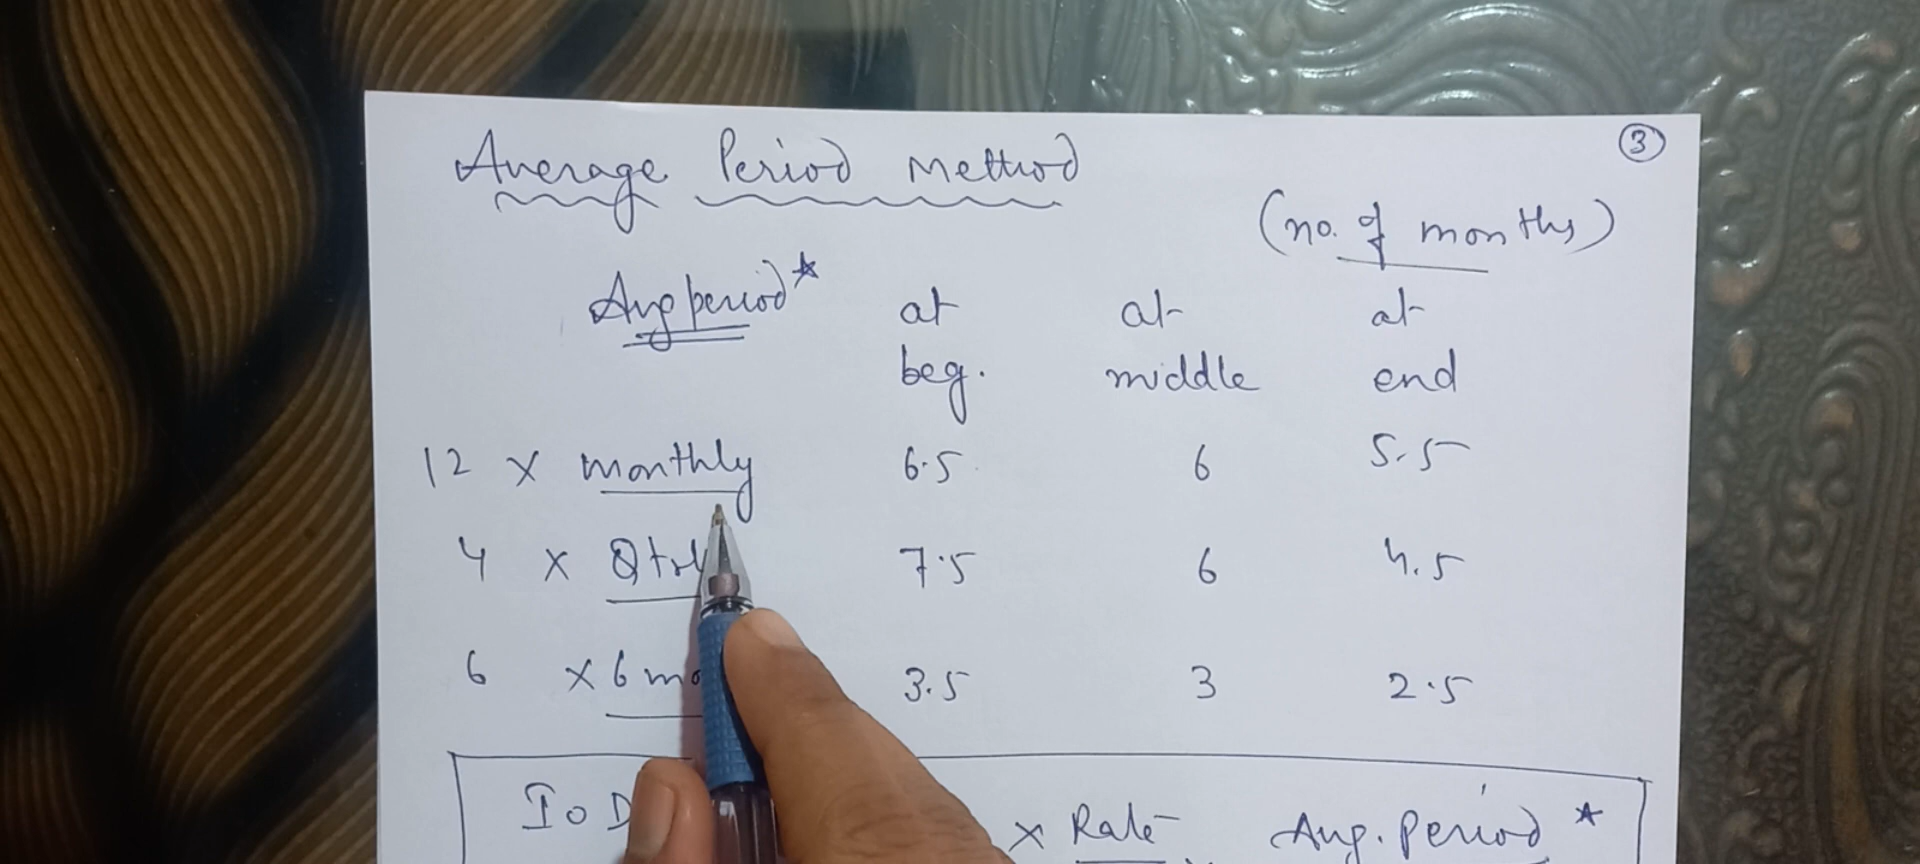 3
Average Period Method
(no. of months)
Avg period* at at at
beg. middle end
12 x monthly 6.5 6 5.5
4 x 7.5 6 4.5
6 x 6 3.5 3 2.5
IoD x Rate Avg. Period *